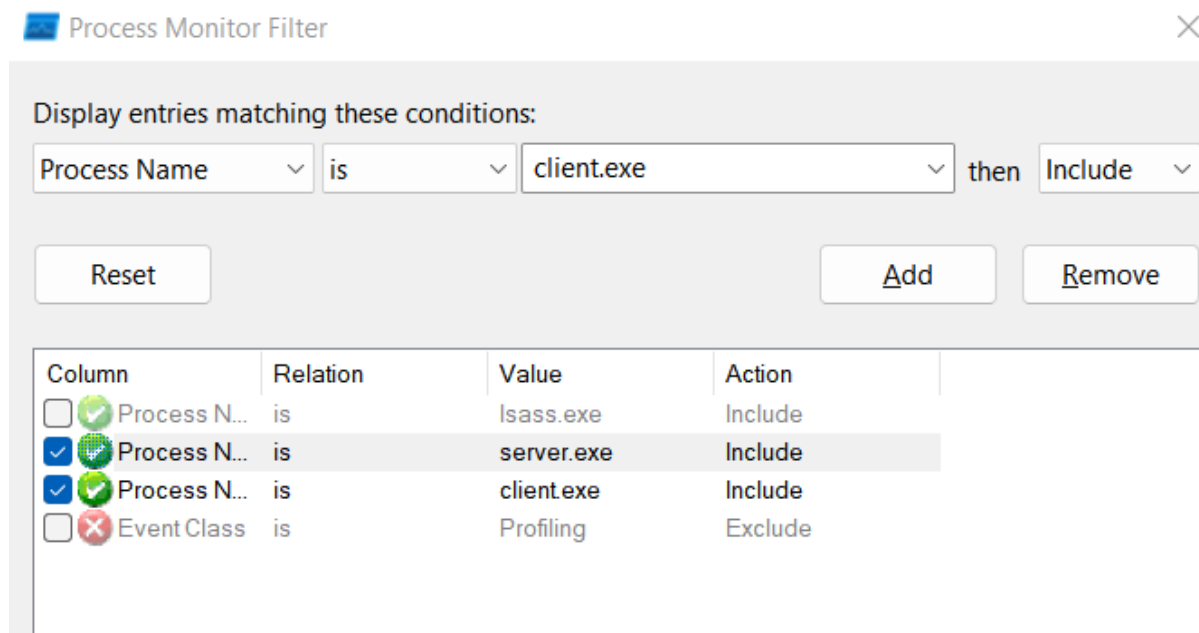 Process Monitor Filter
Display entries matching these conditions:
Process Name is client.exe then Include
Reset Add Remove
Column Relation Value Action
Process N... is lsass.exe Include
Process N... is server.exe Include
Process N... is client.exe Include
Event Class is Profiling Exclude